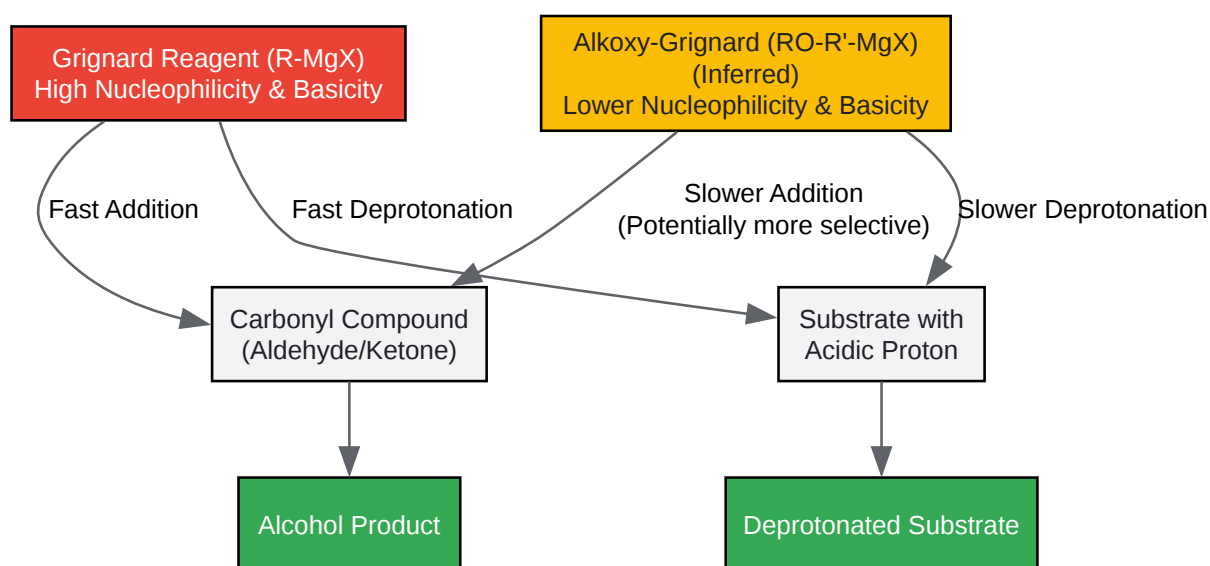 Grignard Reagent (R-MgX)
High Nucleophilicity & Basicity
Alkoxy-Grignard (RO-R'-MgX)
(Inferred)
Lower Nucleophilicity & Basicity
Fast Addition
Fast Deprotonation
Slower Addition
(Potentially more selective)
Slower Deprotonation
Carbonyl Compound
(Aldehyde/Ketone)
Substrate with
Acidic Proton
Alcohol Product
Deprotonated Substrate